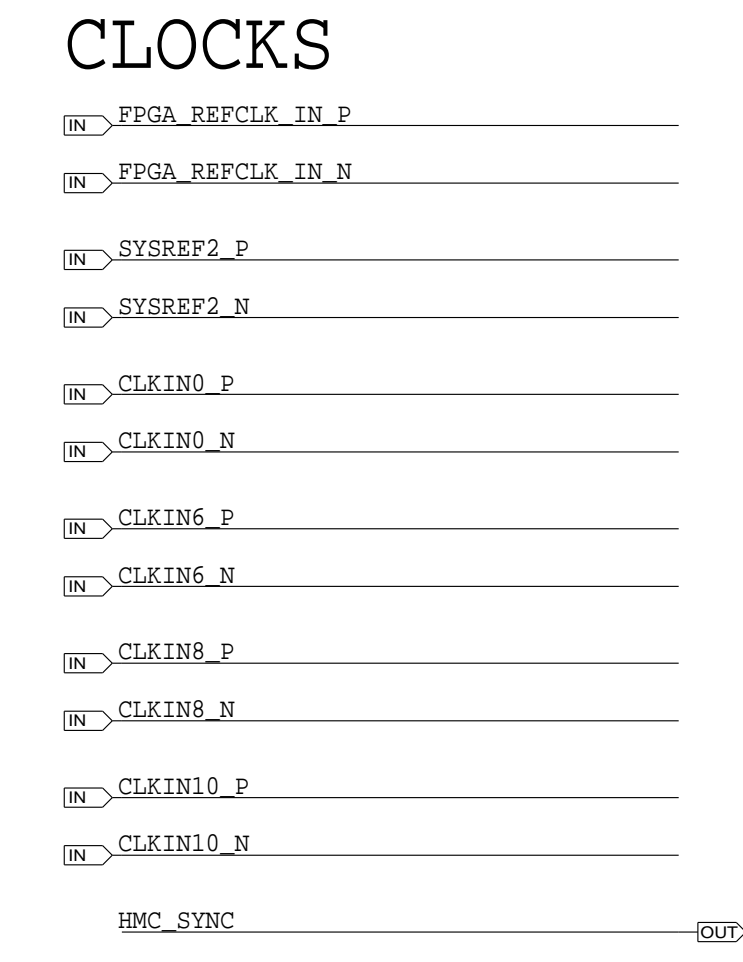 CLOCKS
IN FPGA_REFCLK_IN_P
IN FPGA_REFCLK_IN_N
IN SYSREF2_P
IN SYSREF2_N
IN CLKIN0_P
IN CLKIN0_N
IN CLKIN6_P
IN CLKIN6_N
IN CLKIN8_P
IN CLKIN8_N
IN CLKIN10_P
IN CLKIN10_N
HMC_SYNC OUT